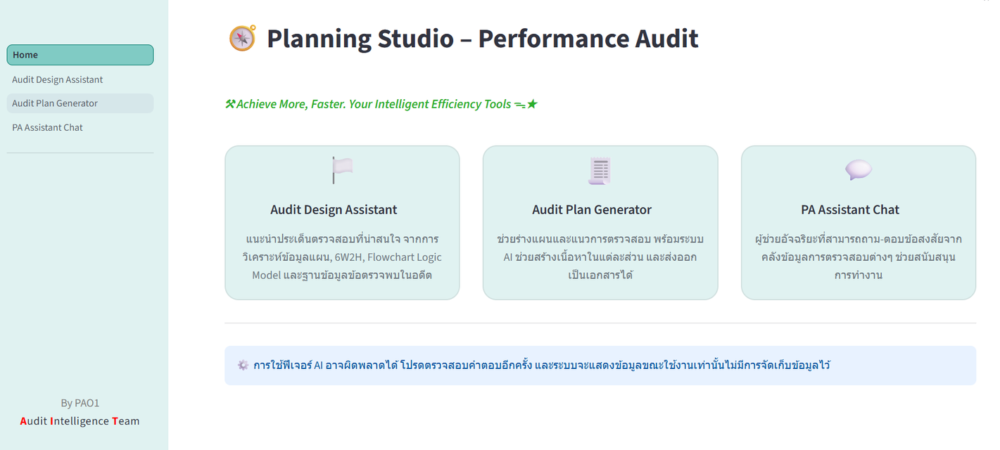 Home
Audit Design Assistant
Audit Plan Generator
PA Assistant Chat
By PAO1
Audit Intelligence Team
Planning Studio – Performance Audit
Achieve More, Faster. Your Intelligent Efficiency Tools
Audit Design Assistant
แนะนำประเด็นตรวจสอบที่น่าสนใจ จากการ
วิเคราะห์ข้อมูลแผน, 6W2H, Flowchart Logic
Model และฐานข้อมูลข้อตรวจพบในอดีต
Audit Plan Generator
ช่วยร่างแผนและแนวการตรวจสอบ พร้อมระบบ
AI ช่วยสร้างเนื้อหาในแต่ละส่วน และส่งออก
เป็นเอกสารได้
PA Assistant Chat
ผู้ช่วยอัจฉริยะที่สามารถถาม-ตอบข้อสงสัยจาก
คลังข้อมูลการตรวจสอบต่างๆ ช่วยสนับสนุน
การทำงาน
การใช้ฟีเจอร์ AI อาจผิดพลาดได้ โปรดตรวจสอบคำตอบอีกครั้ง และระบบจะแสดงข้อมูลขณะใช้งานเท่านั้นไม่มีการจัดเก็บข้อมูลไว้